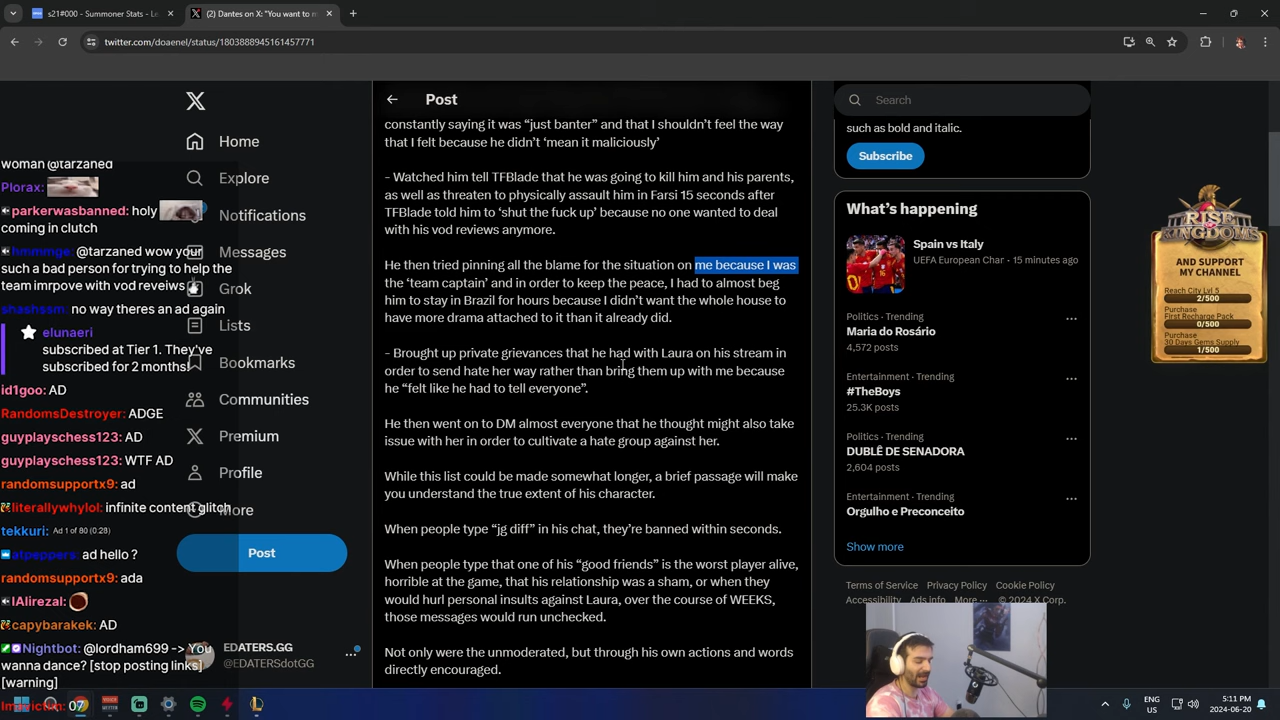 s21#000 - Summoner Stats - Le
(2) Dantes on X: "You want to m
twitter.com/doaenel/status/1803888945161457771
Home
Explore
Notifications
Messages
Grok
Lists
Bookmarks
Communities
Premium
Profile
More
Post
EDATERS.GG
@EDATERSdotGG
woman @tarzaned
Plorax:
parkerwasbanned: holy
coming in clutch
hmmmge: @tarzaned wow your
such a bad person for trying to help the
team imrpove with vod reveiws
shashssm: no way theres an ad again
elunaeri
subscribed at Tier 1. They've
subscribed for 2 months!
id1goo: AD
RandomsDestroyer: ADGE
guyplayschess123: AD
guyplayschess123: WTF AD
randomsupportx9: ad
literallywhylol: infinite content glitch
tekkuri: Ad 1 of 80 (0:28)
atpeppers: ad hello ?
randomsupportx9: ada
IAlirezaI:
capybarakek: AD
Nightbot: @lordham699 -> You
wanna dance? [stop posting links]
[warning]
07
Post
constantly saying it was “just banter” and that I shouldn’t feel the way
that I felt because he didn’t ‘mean it maliciously’
- Watched him tell TFBlade that he was going to kill him and his parents,
as well as threaten to physically assault him in Farsi 15 seconds after
TFBlade told him to ‘shut the fuck up’ because no one wanted to deal
with his vod reviews anymore.
He then tried pinning all the blame for the situation on me because I was
the ‘team captain’ and in order to keep the peace, I had to almost beg
him to stay in Brazil for hours because I didn’t want the whole house to
have more drama attached to it than it already did.
- Brought up private grievances that he had with Laura on his stream in
order to send hate her way rather than bring them up with me because
he “felt like he had to tell everyone”.
He then went on to DM almost everyone that he thought might also take
issue with her in order to cultivate a hate group against her.
While this list could be made somewhat longer, a brief passage will make
you understand the true extent of his character.
When people type “jg diff” in his chat, they’re banned within seconds.
When people type that one of his “good friends” is the worst player alive,
horrible at the game, that his relationship was a sham, or when they
would hurl personal insults against Laura, over the course of WEEKS,
those messages would run unchecked.
Not only were the unmoderated, but through his own actions and words
directly encouraged.
Search
such as bold and italic.
Subscribe
What’s happening
Spain vs Italy
UEFA European Char · 15 minutes ago
Politics · Trending
Maria do Rosário
4,572 posts
Entertainment · Trending
#TheBoys
25.3K posts
Politics · Trending
DUBLÊ DE SENADORA
2,604 posts
Entertainment · Trending
Orgulho e Preconceito
Show more
Terms of Service Privacy Policy Cookie Policy
Accessibility Ads info More ··· © 2024 X Corp.
RISE
KINGDOMS
AND SUPPORT
MY CHANNEL
Reach City Lvl 5
2/500
Purchase
First Recharge Pack
0/500
Purchase
30 Days Gems Supply
1/500
ENG
US
5:11 PM
2024-06-20